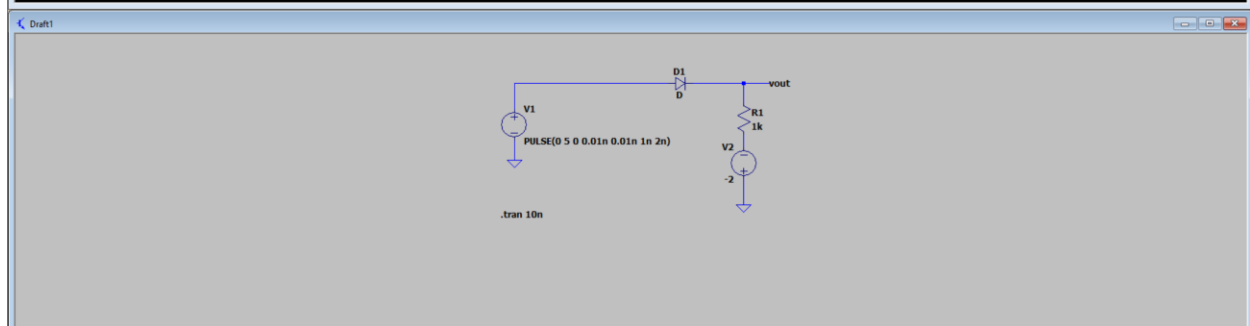 Draft1
D1
D
vout
V1
PULSE(0 5 0 0.01n 0.01n 1n 2n)
R1
1k
V2
-2
.tran 10n